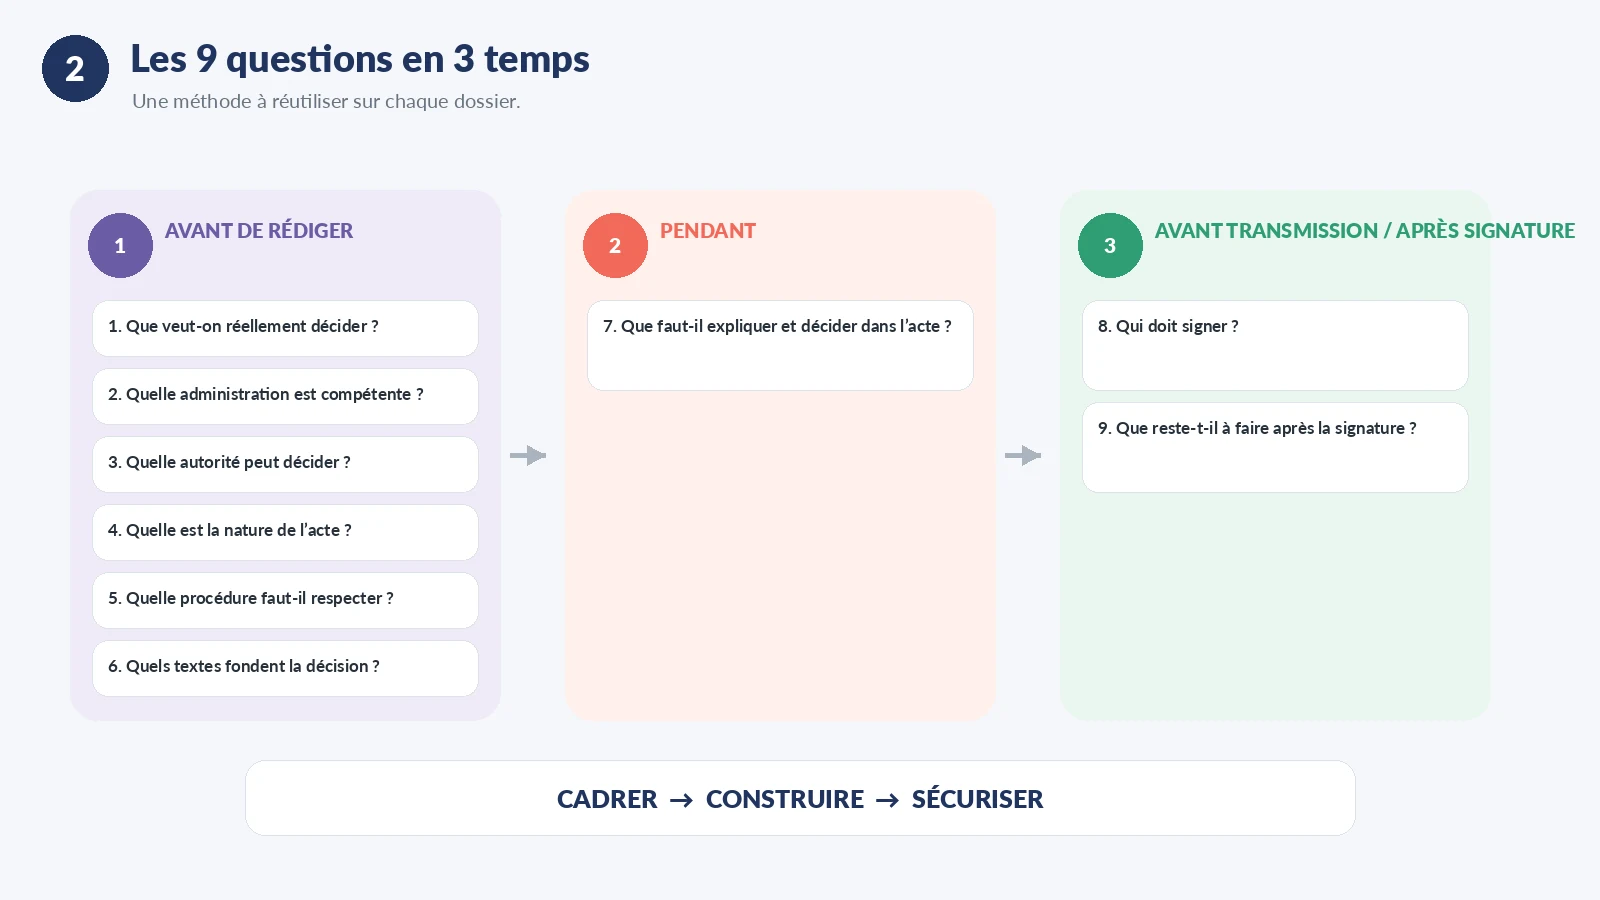 2
Les 9 questions en 3 temps
Une méthode à réutiliser sur chaque dossier.
1
AVANT DE RÉDIGER
1. Que veut-on réellement décider ?
2. Quelle administration est compétente ?
3. Quelle autorité peut décider ?
4. Quelle est la nature de l’acte ?
5. Quelle procédure faut-il respecter ?
6. Quels textes fondent la décision ?
2
PENDANT
7. Que faut-il expliquer et décider dans l’acte ?
3
AVANT TRANSMISSION / APRÈS SIGNATURE
8. Qui doit signer ?
9. Que reste-t-il à faire après la signature ?
CADRER → CONSTRUIRE → SÉCURISER